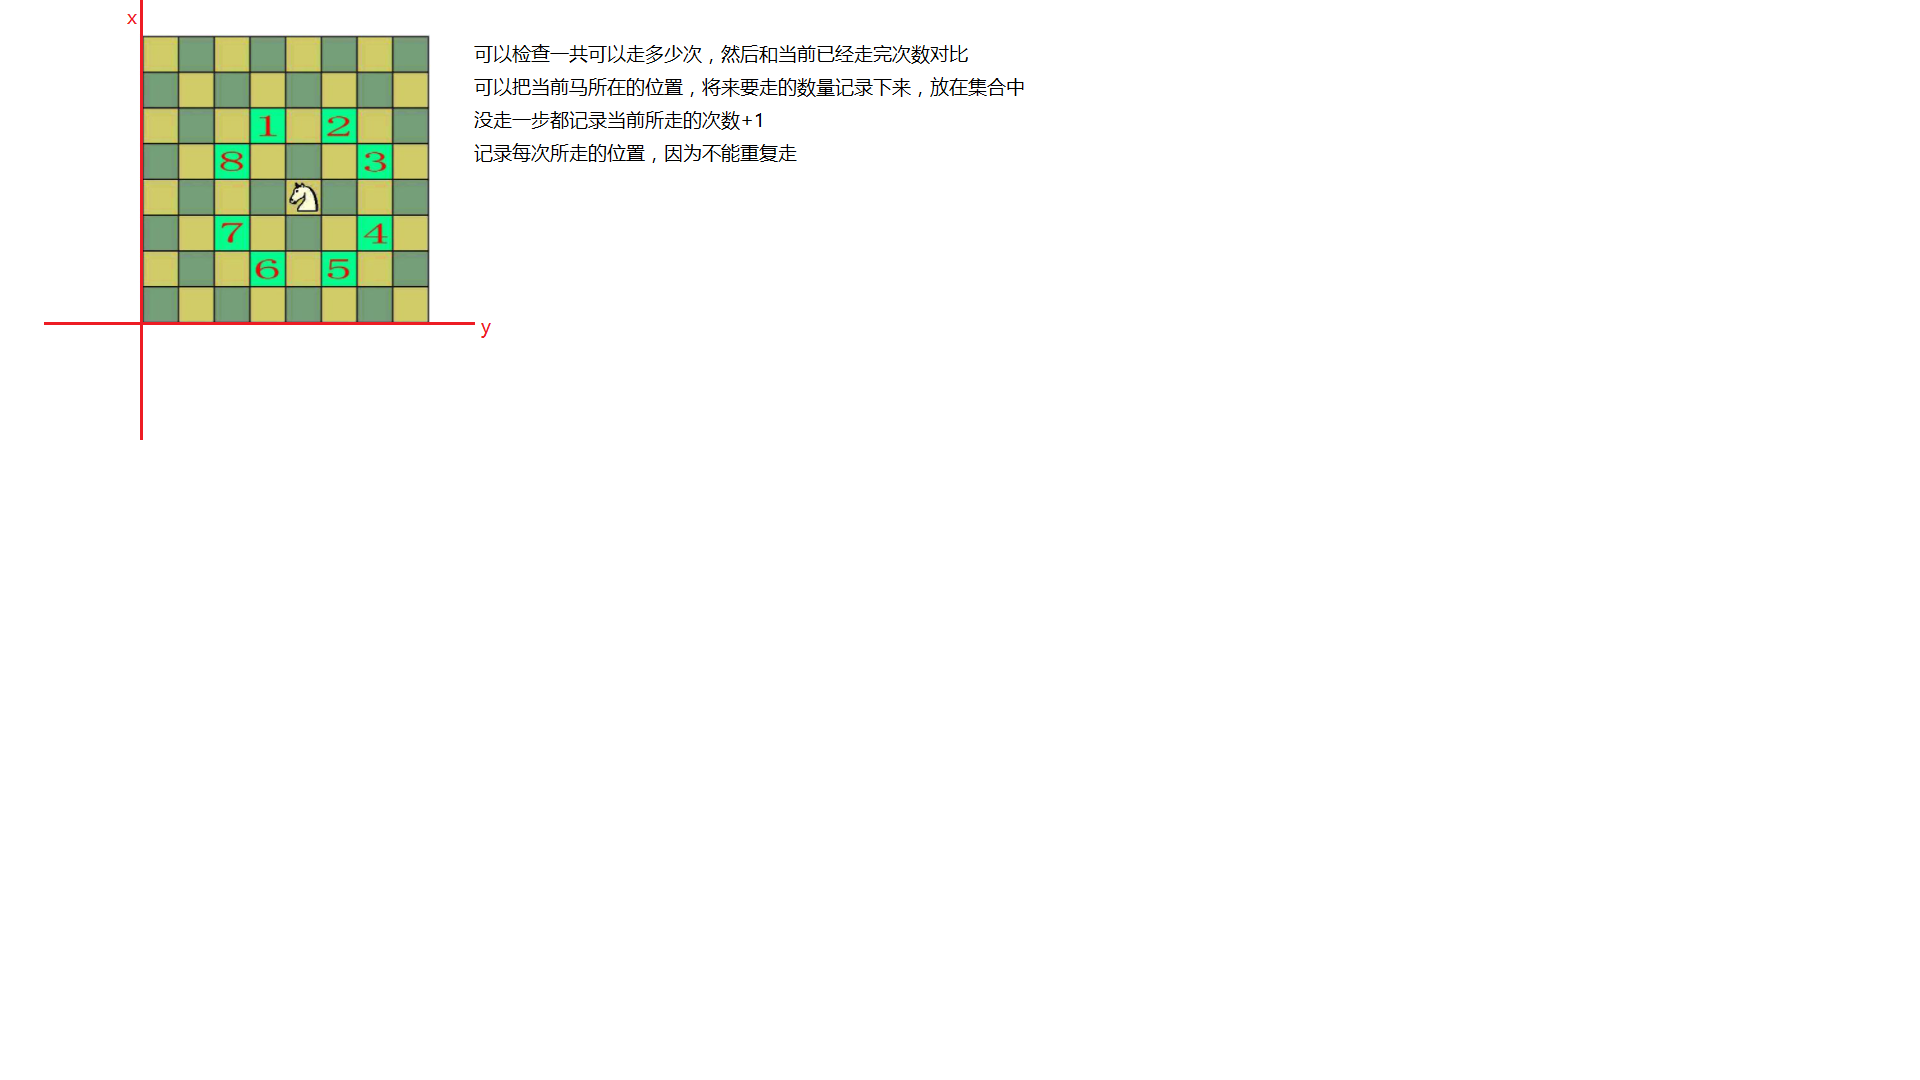 x
可以检查一共可以走多少次，然后和当前已经走完次数对比
可以把当前马所在的位置，将来要走的数量记录下来，放在集合中
没走一步都记录当前所走的次数+1
记录每次所走的位置，因为不能重复走
1 2
8 3
7 4
6 5
y